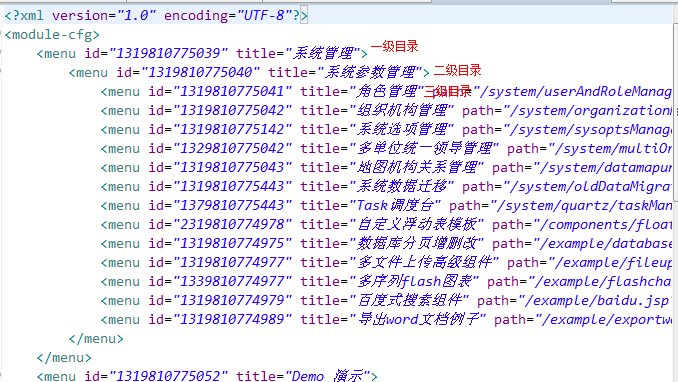 <?xml version="1.0" encoding="UTF-8"?>
<module-cfg>
<menu id="1319810775039" title="系统管理"> 一级目录
<menu id="1319810775040" title="系统参数管理"> 二级目录
<menu id="1319810775041" title="角色管理" 三级目录 "/system/userAndRoleManag
<menu id="1319810775042" title="组织机构管理" path="/system/organization
<menu id="1319810775142" title="系统选项管理" path="/system/sysoptsManage
<menu id="1329810775042" title="多单位统一领导管理" path="/system/multiOr
<menu id="1319810775043" title="地图机构关系管理" path="/system/datamapur
<menu id="1319810775443" title="系统数据迁移" path="/system/oldDataMigrat
<menu id="1379810775443" title="Task调度台" path="/system/quartz/taskMan
<menu id="2319810774978" title="自定义浮动表模板" path="/components/float
<menu id="1319810774975" title="数据库分页增删改" path="/example/database
<menu id="1319810774977" title="多文件上传高级组件" path="/example/fileup
<menu id="1339810774977" title="多序列flash图表" path="/example/flashcha
<menu id="1319810774979" title="百度式搜索组件" path="/example/baidu.jsp
<menu id="1319810774989" title="导出word文档例子" path="/example/exportwo
</menu>
</menu>
<menu id="1319810775052" title="Demo 演示">